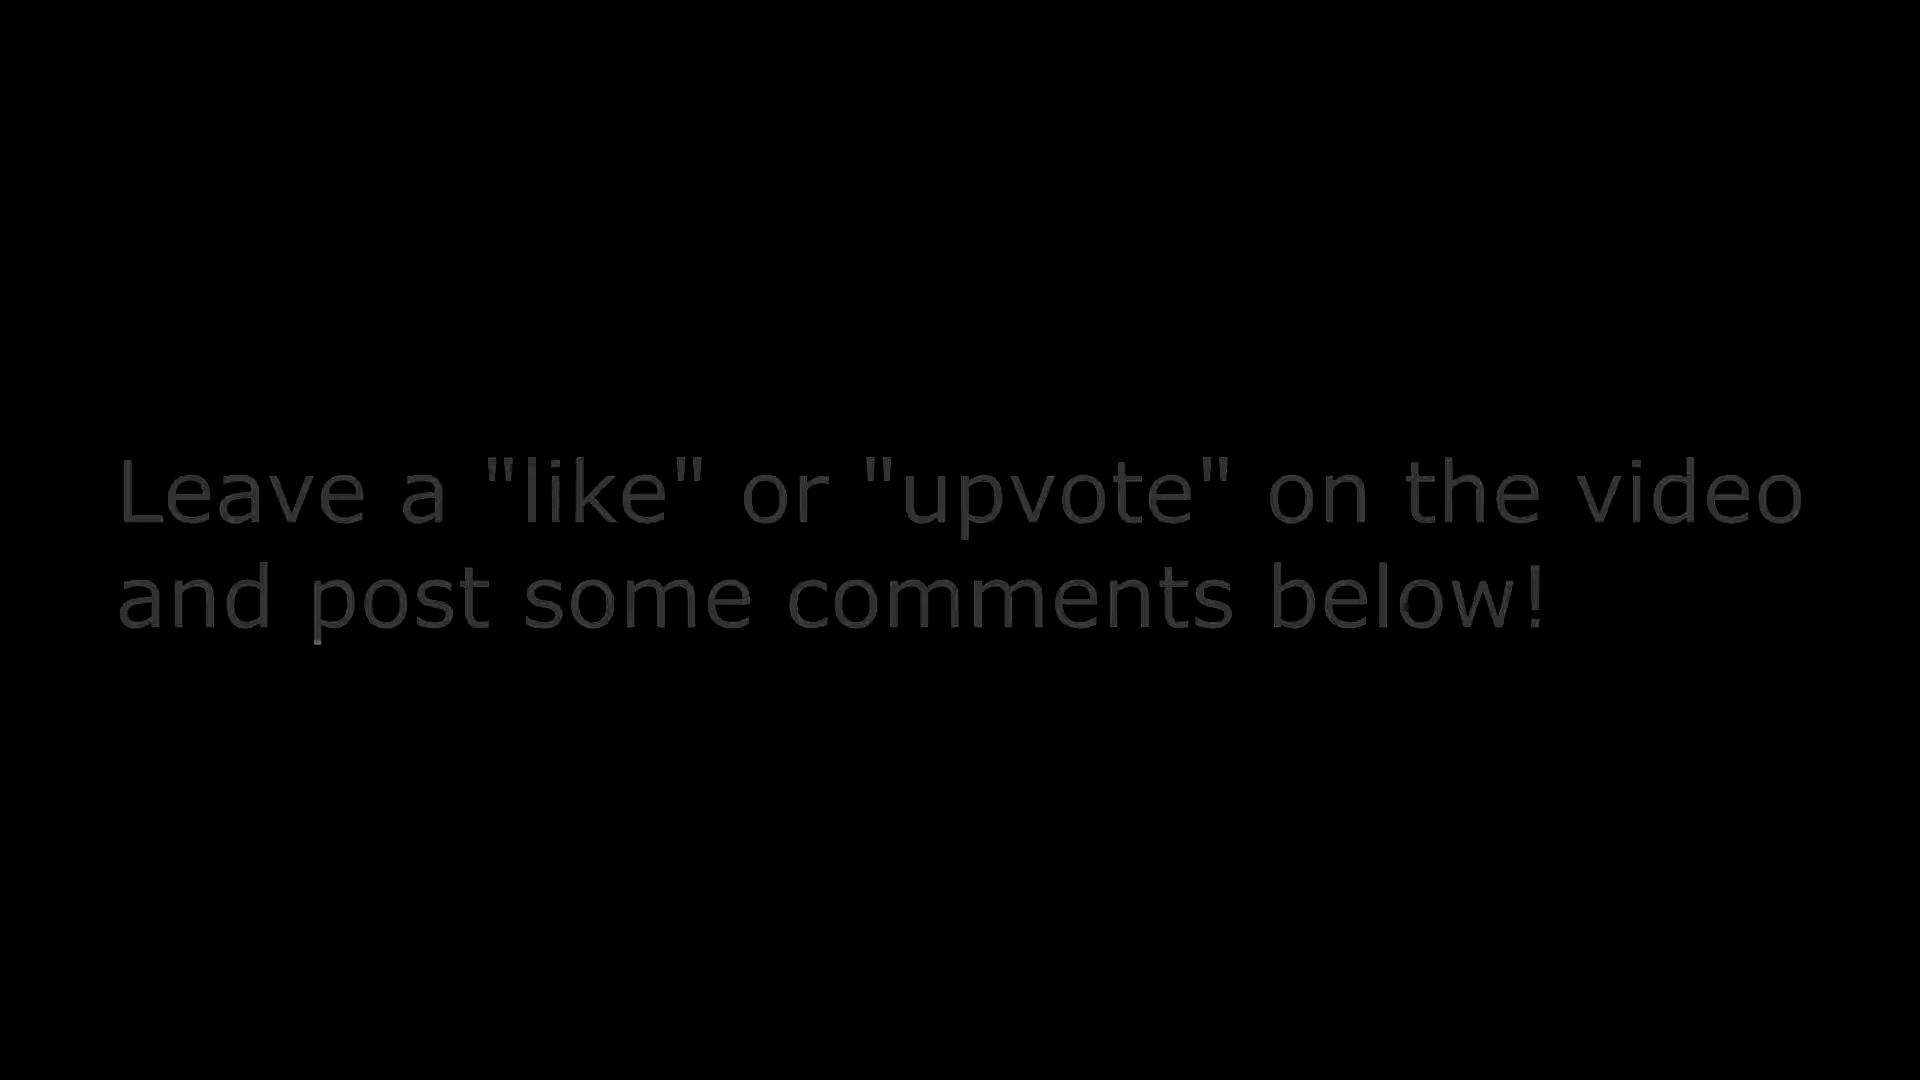 Leave a "like" or "upvote" on the video
and post some comments below!